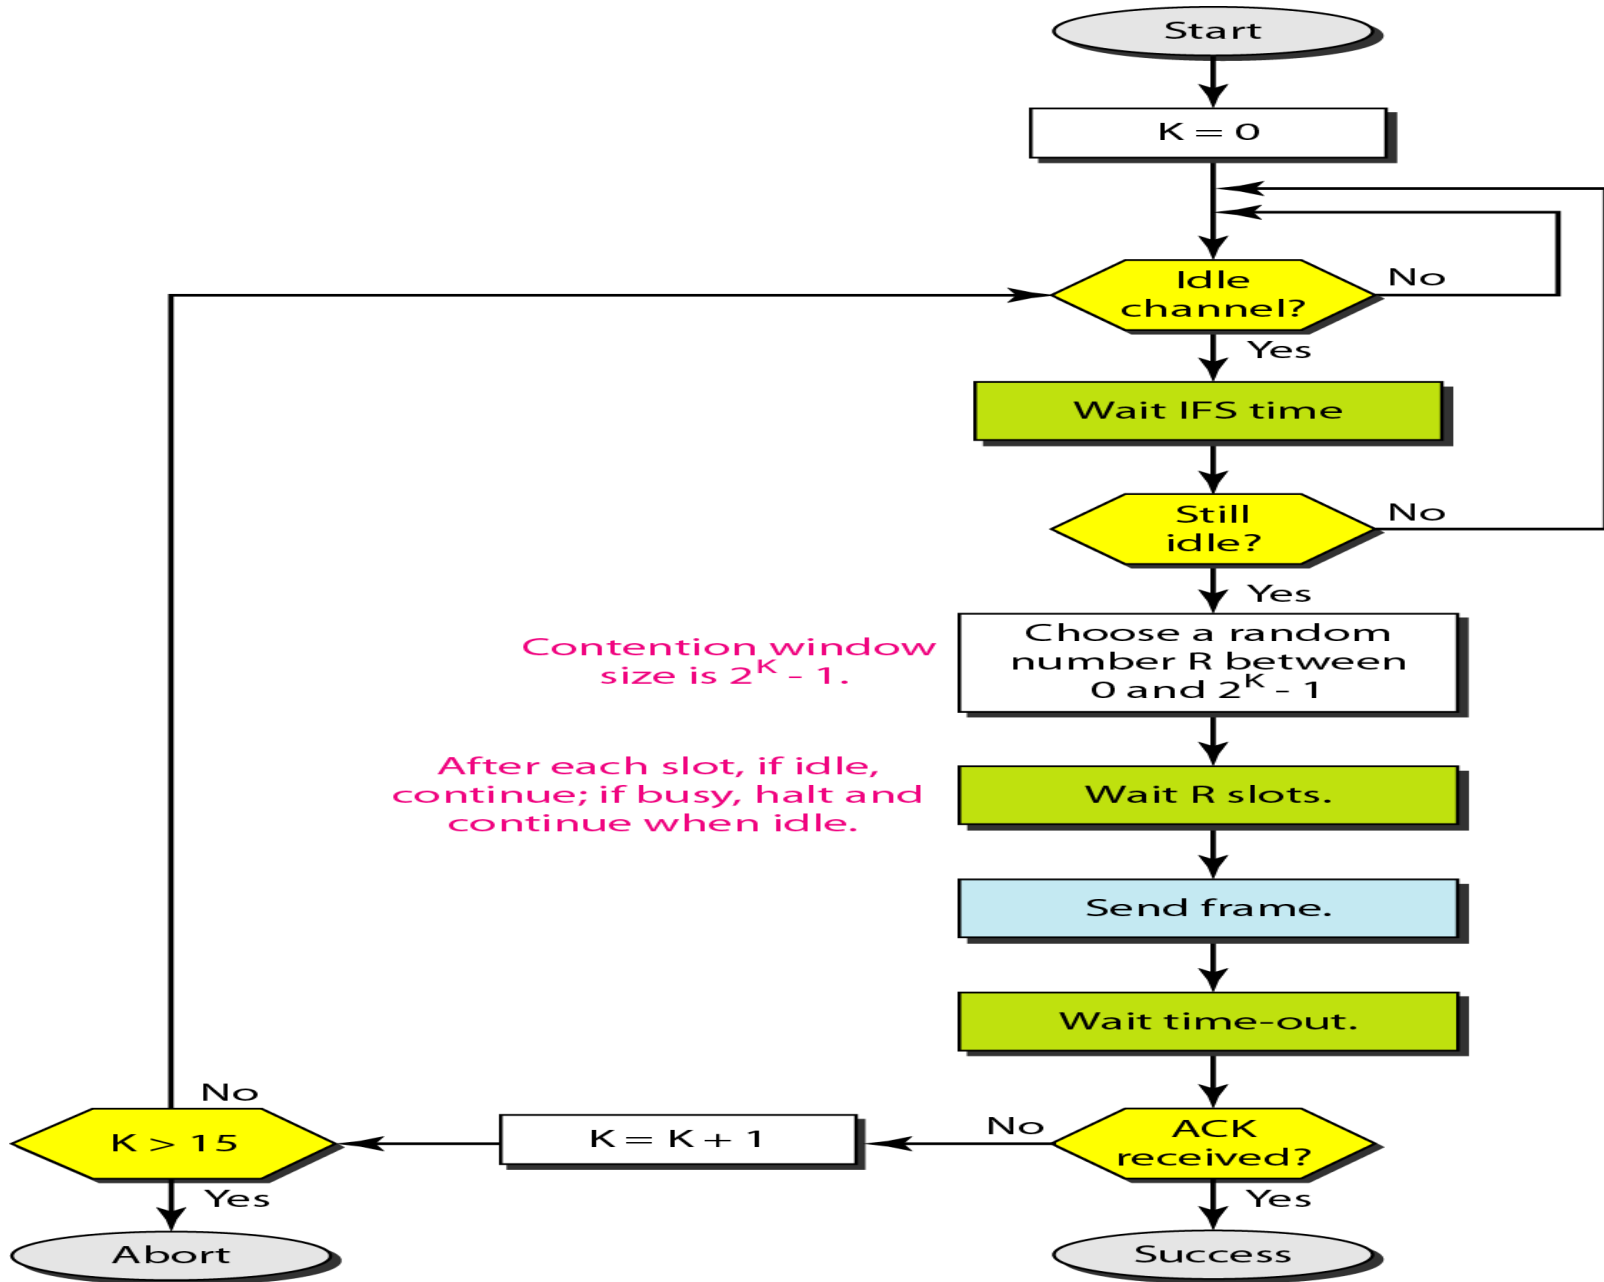 Start
K = 0
Idle
channel?
No
Yes
Wait IFS time
Still
idle?
No
Yes
Contention window
size is 2^K - 1.
Choose a random
number R between
0 and 2^K - 1
After each slot, if idle,
continue; if busy, halt and
continue when idle.
Wait R slots.
Send frame.
Wait time-out.
ACK
received?
No
Yes
K = K + 1
K > 15
No
Yes
Abort
Success